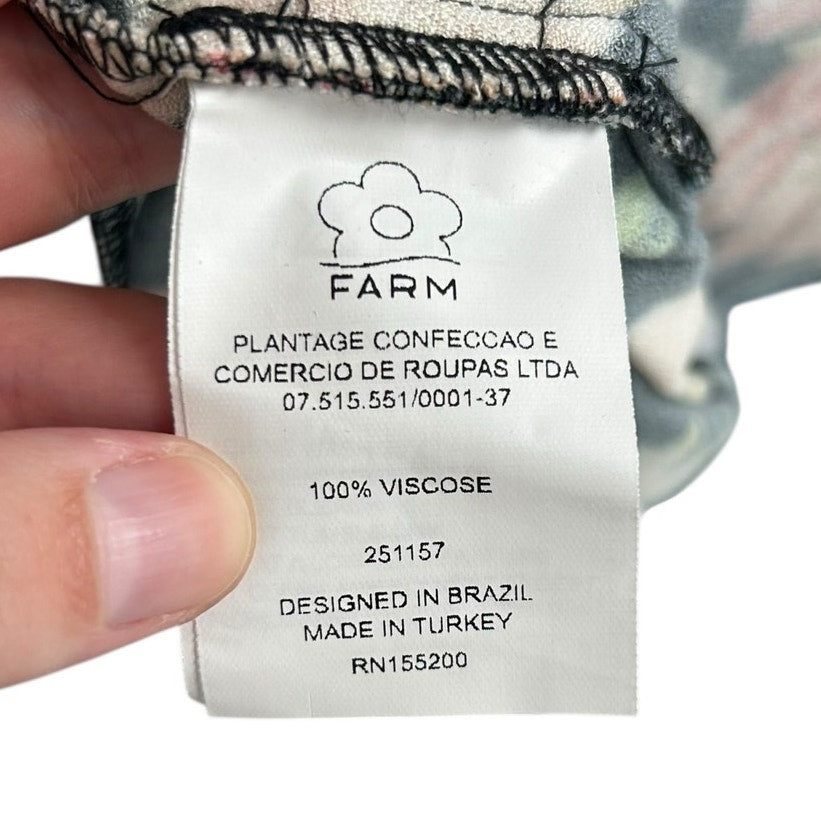 FARM
PLANTAGE CONFECCAO E
COMERCIO DE ROUPAS LTDA
07.515.551/0001-37
100% VISCOSE
251157
DESIGNED IN BRAZIL
MADE IN TURKEY
RN155200